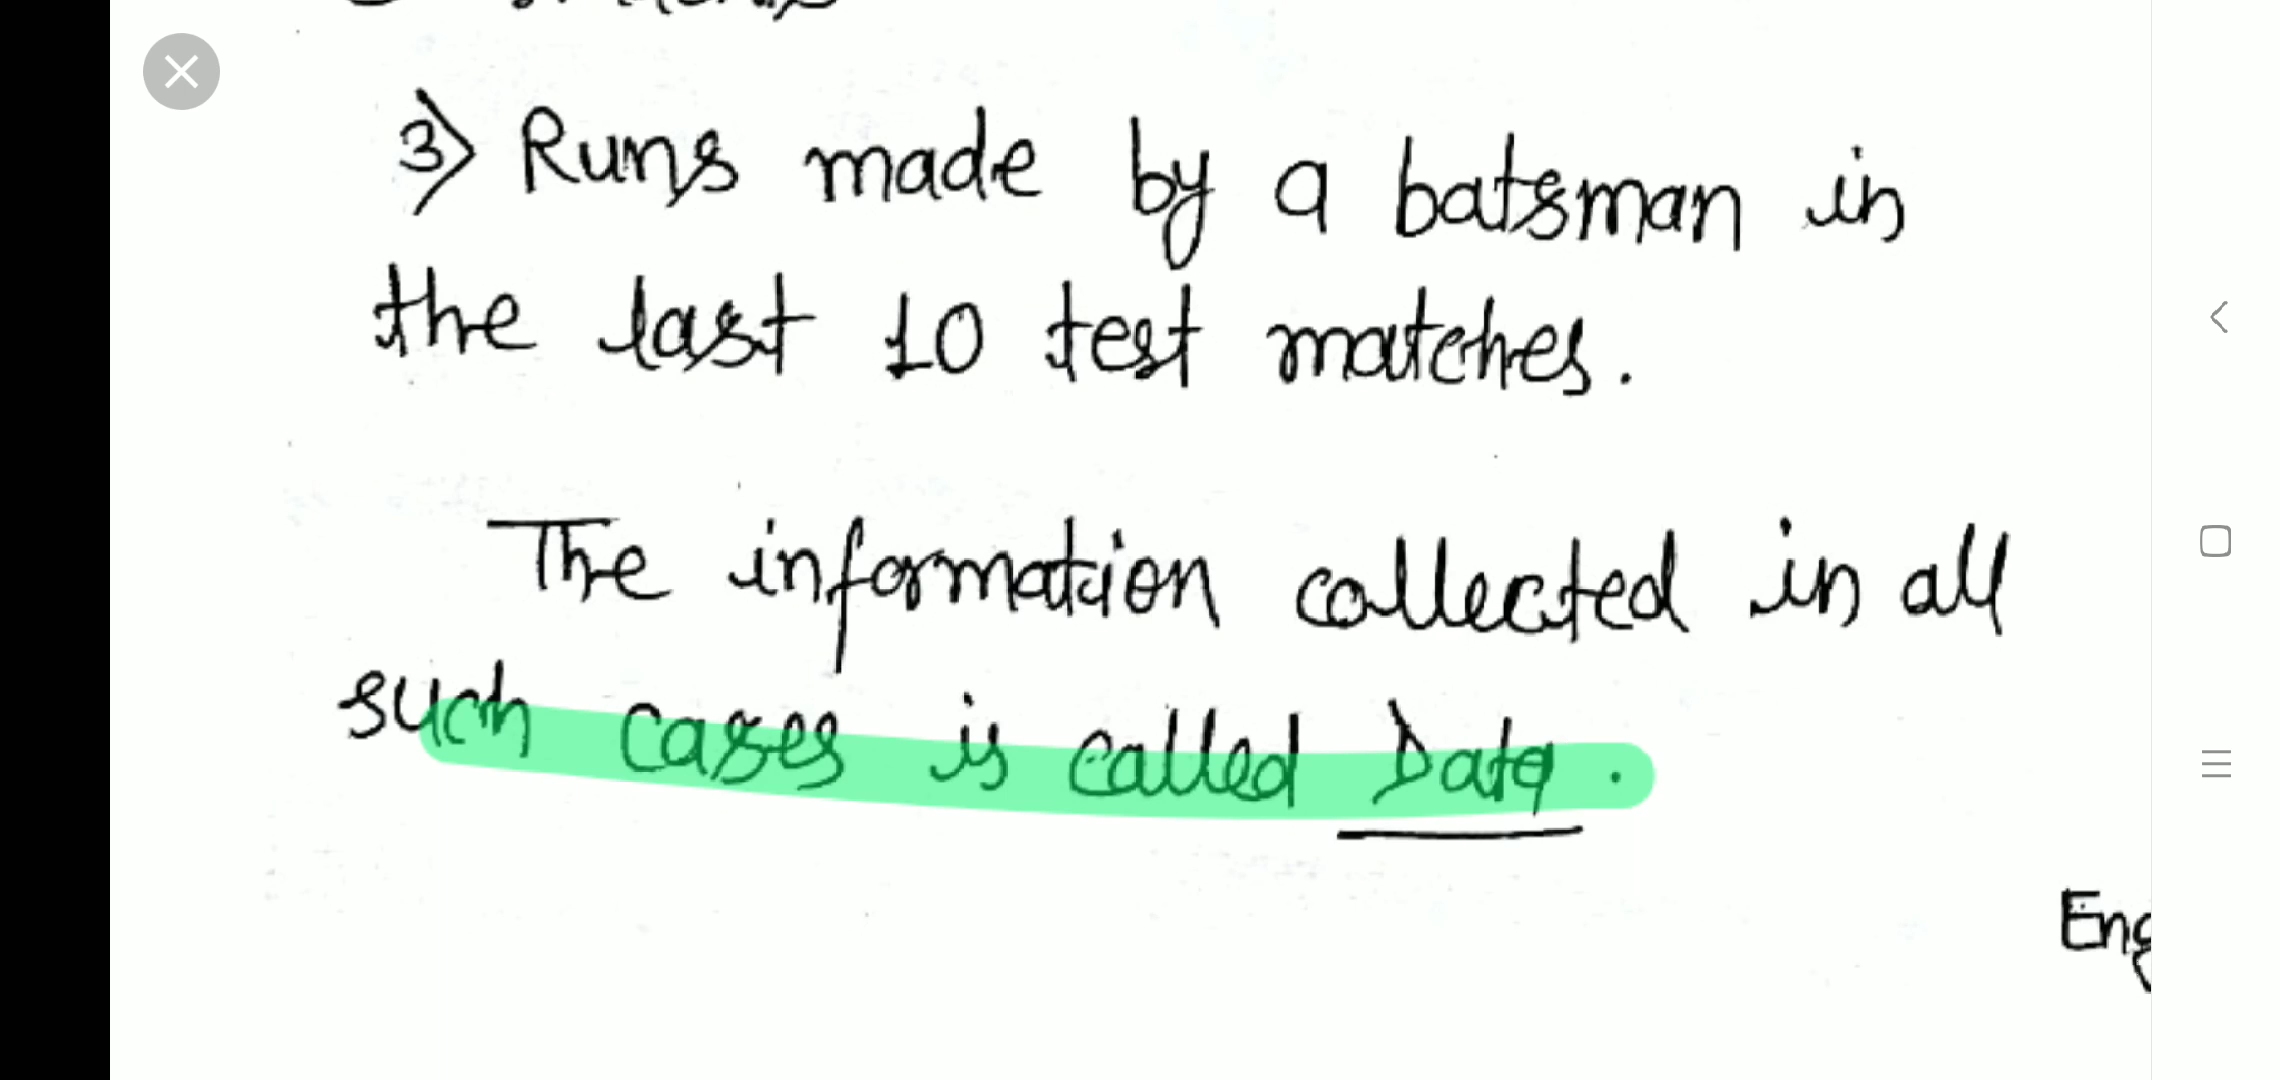 3) Runs made by a batsman in
the last 10 test matches.
The information collected in all
such cases is called Data.
Eng